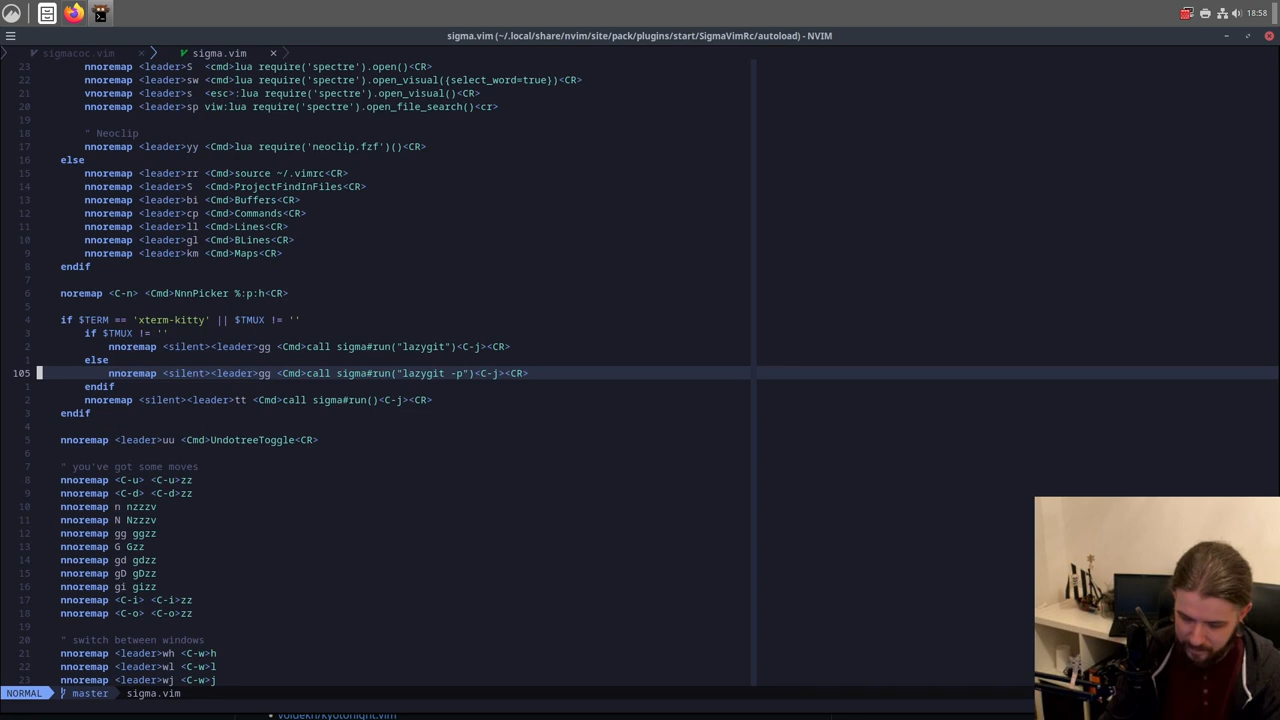 18:58
sigma.vim (~/.local/share/nvim/site/pack/plugins/start/SigmaVimRc/autoload) - NVIM
sigmacoc.vim × sigma.vim ×
23 nnoremap <leader>S  <cmd>lua require('spectre').open()<CR>
22 nnoremap <leader>sw <cmd>lua require('spectre').open_visual({select_word=true})<CR>
21 vnoremap <leader>s  <esc>:lua require('spectre').open_visual()<CR>
20 nnoremap <leader>sp viw:lua require('spectre').open_file_search()<cr>
19
18 " Neoclip
17 nnoremap <leader>yy <Cmd>lua require('neoclip.fzf')()<CR>
16 else
15 nnoremap <leader>rr <Cmd>source ~/.vimrc<CR>
14 nnoremap <leader>S  <Cmd>ProjectFindInFiles<CR>
13 nnoremap <leader>bi <Cmd>Buffers<CR>
12 nnoremap <leader>cp <Cmd>Commands<CR>
11 nnoremap <leader>ll <Cmd>Lines<CR>
10 nnoremap <leader>gl <Cmd>BLines<CR>
9 nnoremap <leader>km <Cmd>Maps<CR>
8 endif
7
6 noremap <C-n> <Cmd>NnnPicker %:p:h<CR>
5
4 if $TERM == 'xterm-kitty' || $TMUX != ''
3 if $TMUX != ''
2 nnoremap <silent><leader>gg <Cmd>call sigma#run("lazygit")<C-j><CR>
1 else
105 nnoremap <silent><leader>gg <Cmd>call sigma#run("lazygit -p")<C-j><CR>
1 endif
2 nnoremap <silent><leader>tt <Cmd>call sigma#run()<C-j><CR>
3 endif
4
5 nnoremap <leader>uu <Cmd>UndotreeToggle<CR>
6
7 " you've got some moves
8 nnoremap <C-u> <C-u>zz
9 nnoremap <C-d> <C-d>zz
10 nnoremap n nzzzv
11 nnoremap N Nzzzv
12 nnoremap gg ggzz
13 nnoremap G Gzz
14 nnoremap gd gdzz
15 nnoremap gD gDzz
16 nnoremap gi gizz
17 nnoremap <C-i> <C-i>zz
18 nnoremap <C-o> <C-o>zz
19
20 " switch between windows
21 nnoremap <leader>wh <C-w>h
22 nnoremap <leader>wl <C-w>l
23 nnoremap <leader>wj <C-w>j
NORMAL master sigma.vim